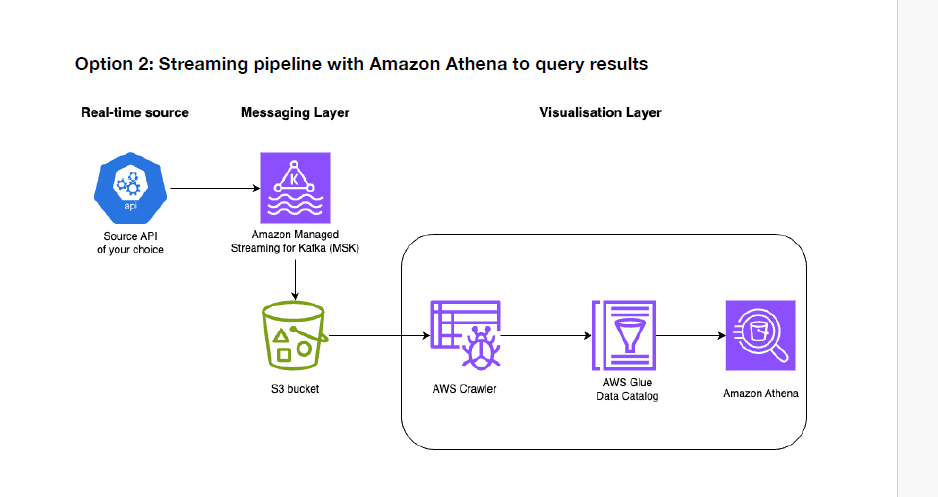 Option 2: Streaming pipeline with Amazon Athena to query results
Real-time source
Messaging Layer
Visualisation Layer
api
Source API
of your choice
K
Amazon Managed
Streaming for Kafka (MSK)
S3 bucket
AWS Crawler
AWS Glue
Data Catalog
Amazon Athena